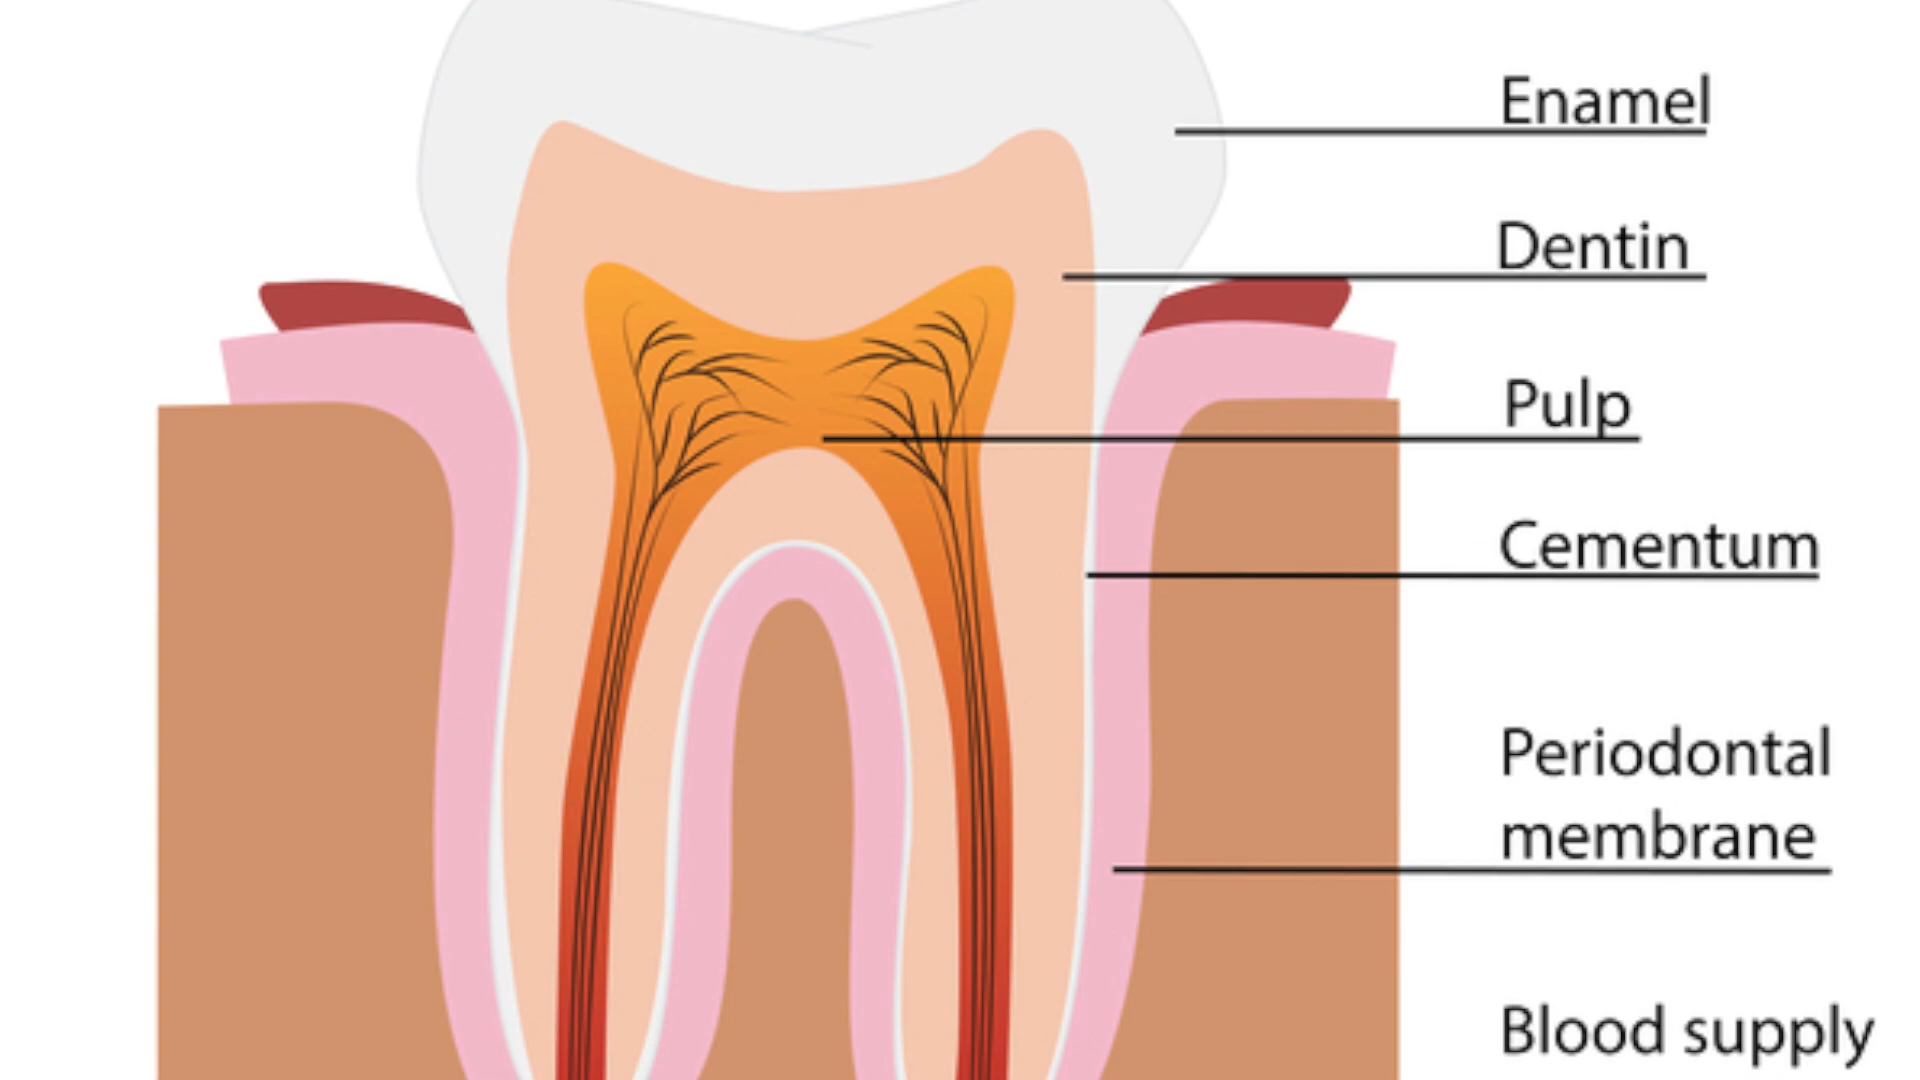 Enamel
Dentin
Pulp
Cementum
Periodontal
membrane
Blood supply